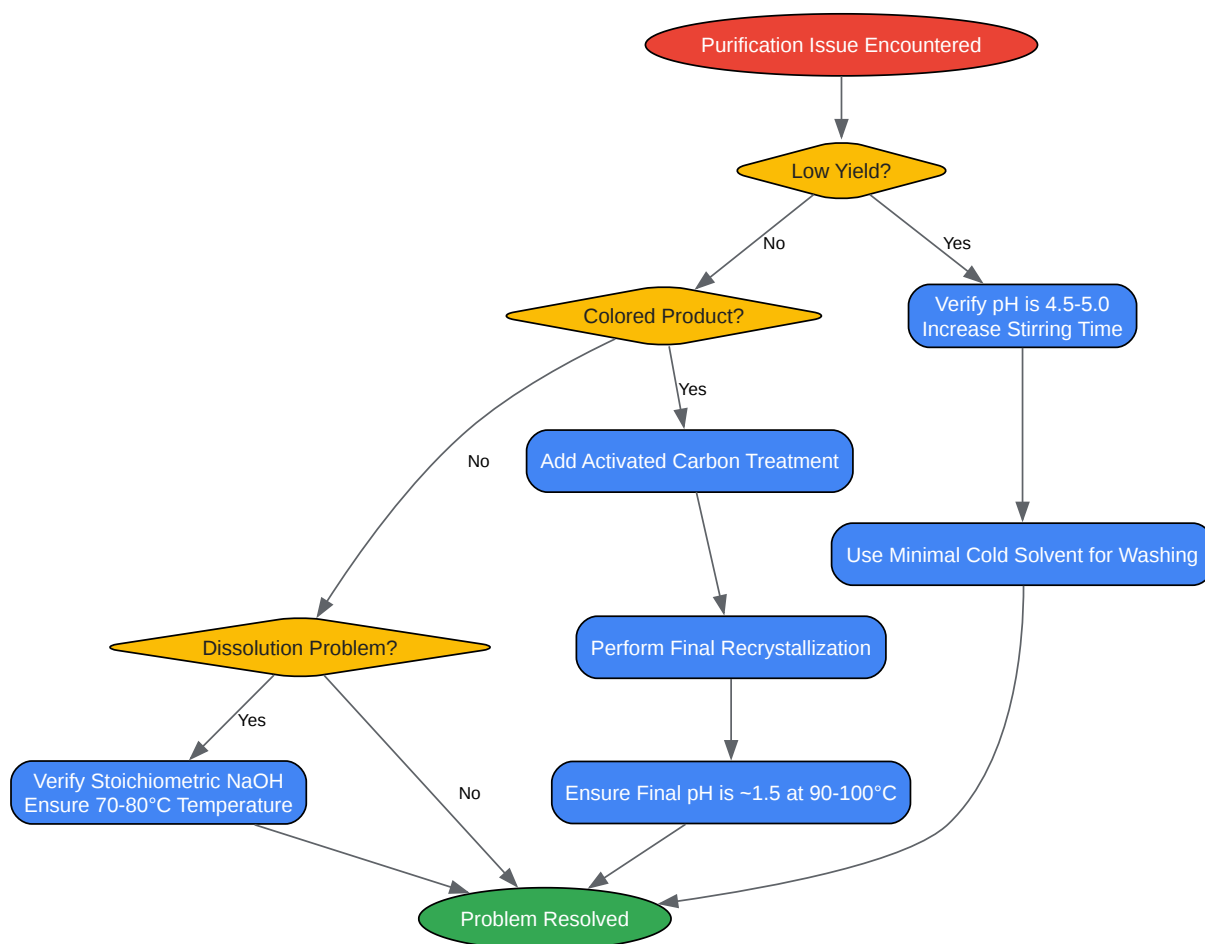 Purification Issue Encountered
Low Yield?
No
Yes
Colored Product?
Verify pH is 4.5-5.0
Increase Stirring Time
Yes
No
Add Activated Carbon Treatment
Use Minimal Cold Solvent for Washing
Dissolution Problem?
Perform Final Recrystallization
Yes
No
Verify Stoichiometric NaOH
Ensure 70-80°C Temperature
Ensure Final pH is ~1.5 at 90-100°C
Problem Resolved